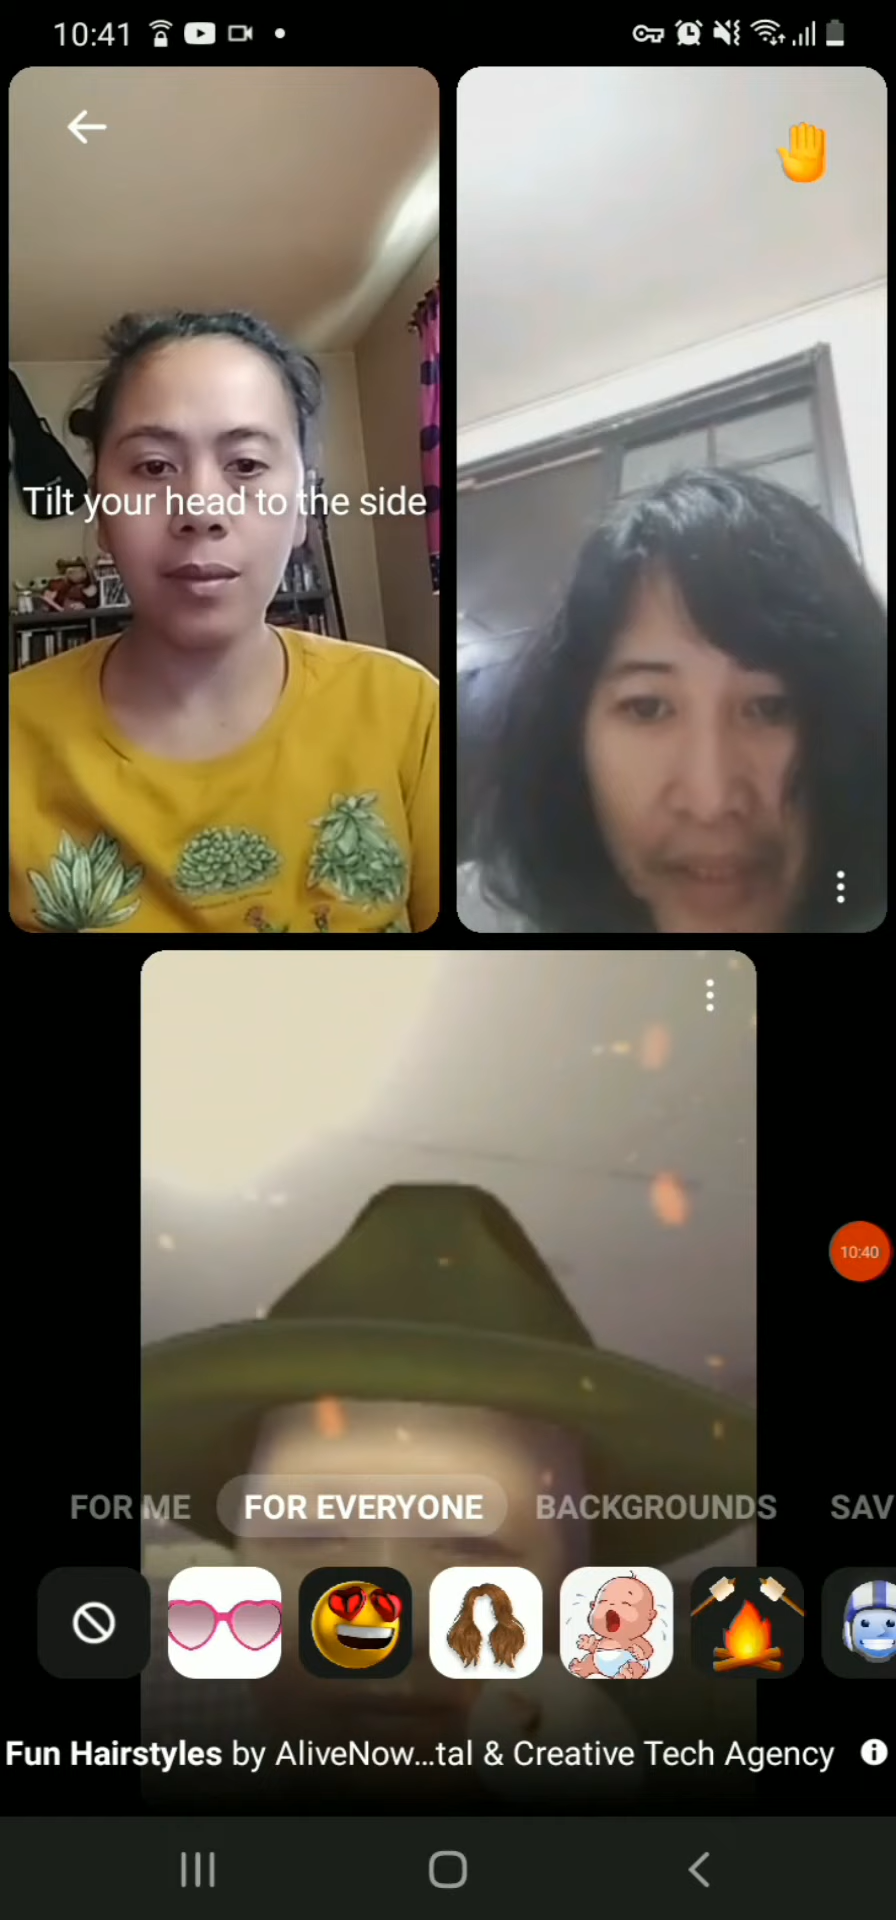 10:41
Tilt your head to the side
10:40
FOR ME FOR EVERYONE BACKGROUNDS SAV
Fun Hairstyles by AliveNow...tal & Creative Tech Agency